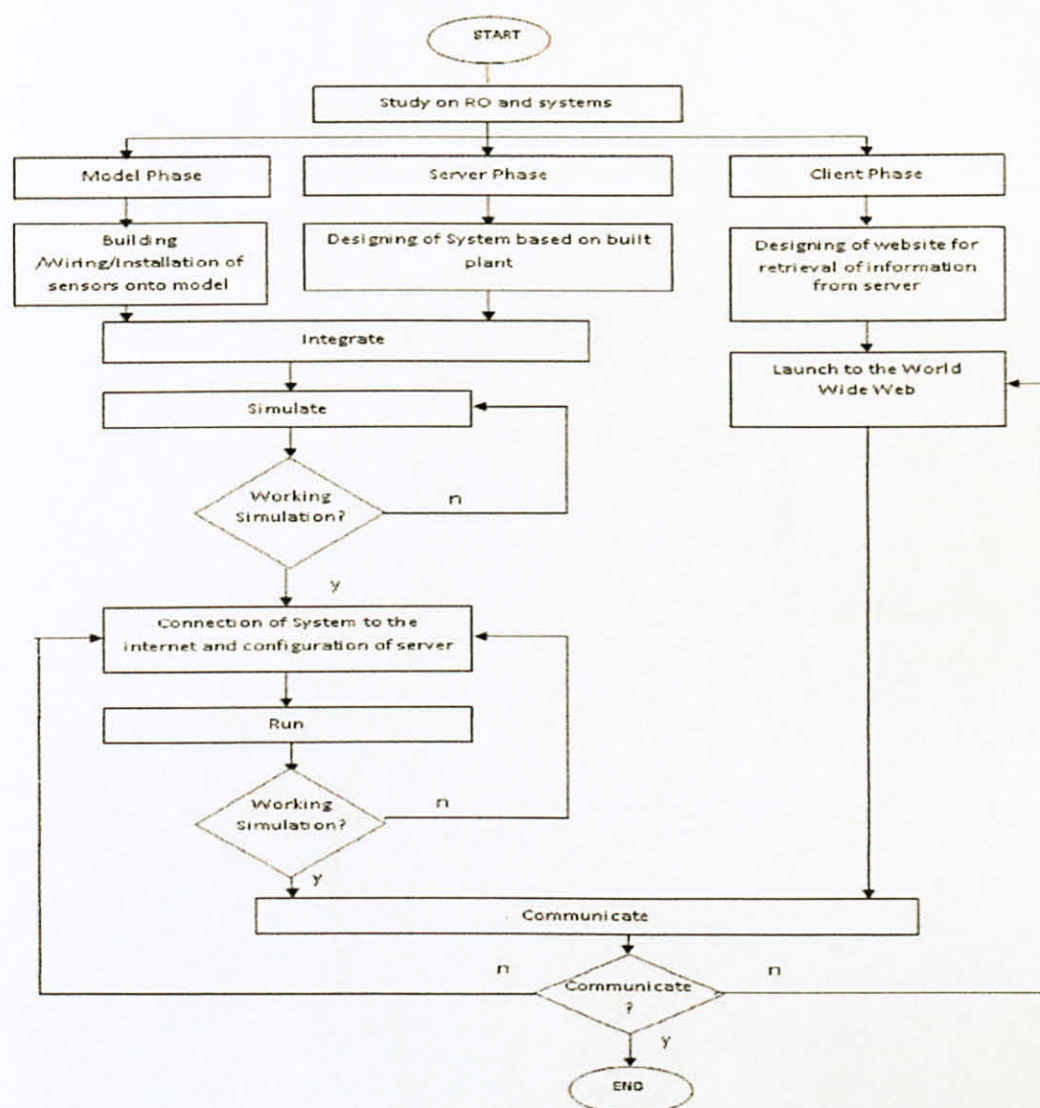 START
Study on RO and systems
Model Phase
Server Phase
Client Phase
Building
/Wiring/Installation of
sensors onto model
Designing of System based on built
plant
Designing of website for
retrieval of information
from server
Integrate
Launch to the World
Wide Web
Simulate
Working
Simulation?
n
y
Connection of System to the
internet and configuration of server
Run
Working
Simulation?
n
y
Communicate
n
Communicate
?
n
y
END